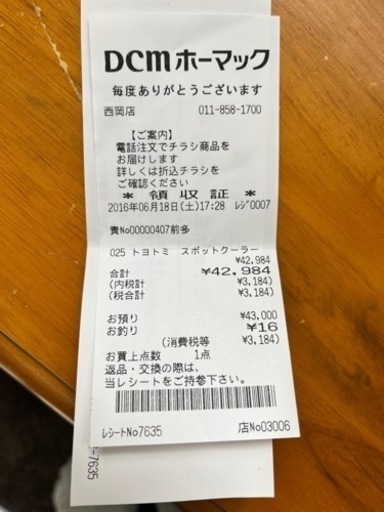 DCMホーマック
毎度ありがとうございます
西岡店 011-858-1700
【ご案内】
電話注文でチラシ商品を
お届けします
詳しくは折込チラシを
ご確認ください
* 領 収 証 *
2016年06月18日(土)17:28 レジ0007
責No00000407前多
025 トヨトミ スポットクーラー
¥42,984
合計 ¥42,984
(内税計 ¥3,184)
(税合計 ¥3,184)
お預り ¥43,000
お釣り ¥16
(消費税等 ¥3,184)
お買上点数 1点
返品・交換の際は、
当レシートをご持参下さい。
レシートNo7635 店No03006
-7635